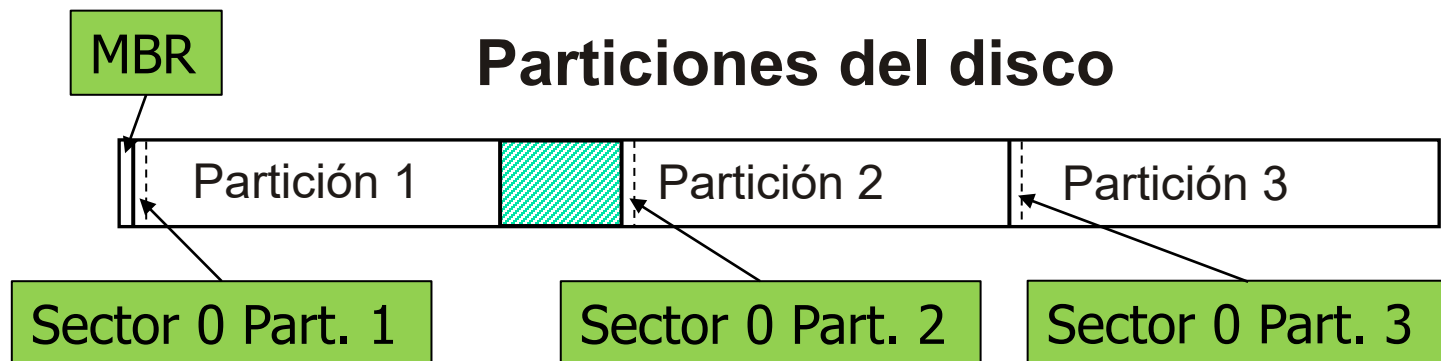 MBR
Particiones del disco
Partición 1
Partición 2
Partición 3
Sector 0 Part. 1
Sector 0 Part. 2
Sector 0 Part. 3